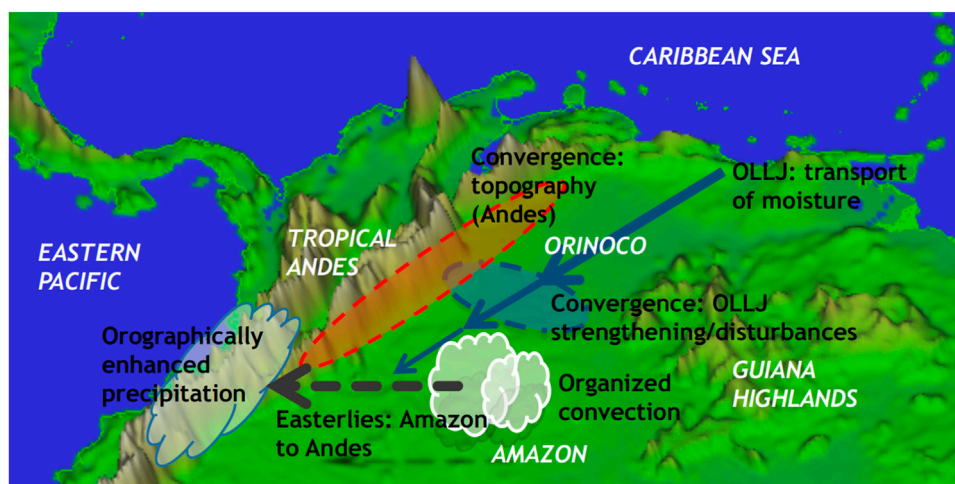 CARIBBEAN SEA
Convergence:
topography
(Andes)
OLLJ: transport
of moisture
EASTERN
PACIFIC
TROPICAL
ANDES
ORINOCO
Convergence: OLLJ
strengthening/disturbances
Orographically
enhanced
precipitation
GUIANA
HIGHLANDS
Organized
convection
Easterlies: Amazon
to Andes
AMAZON